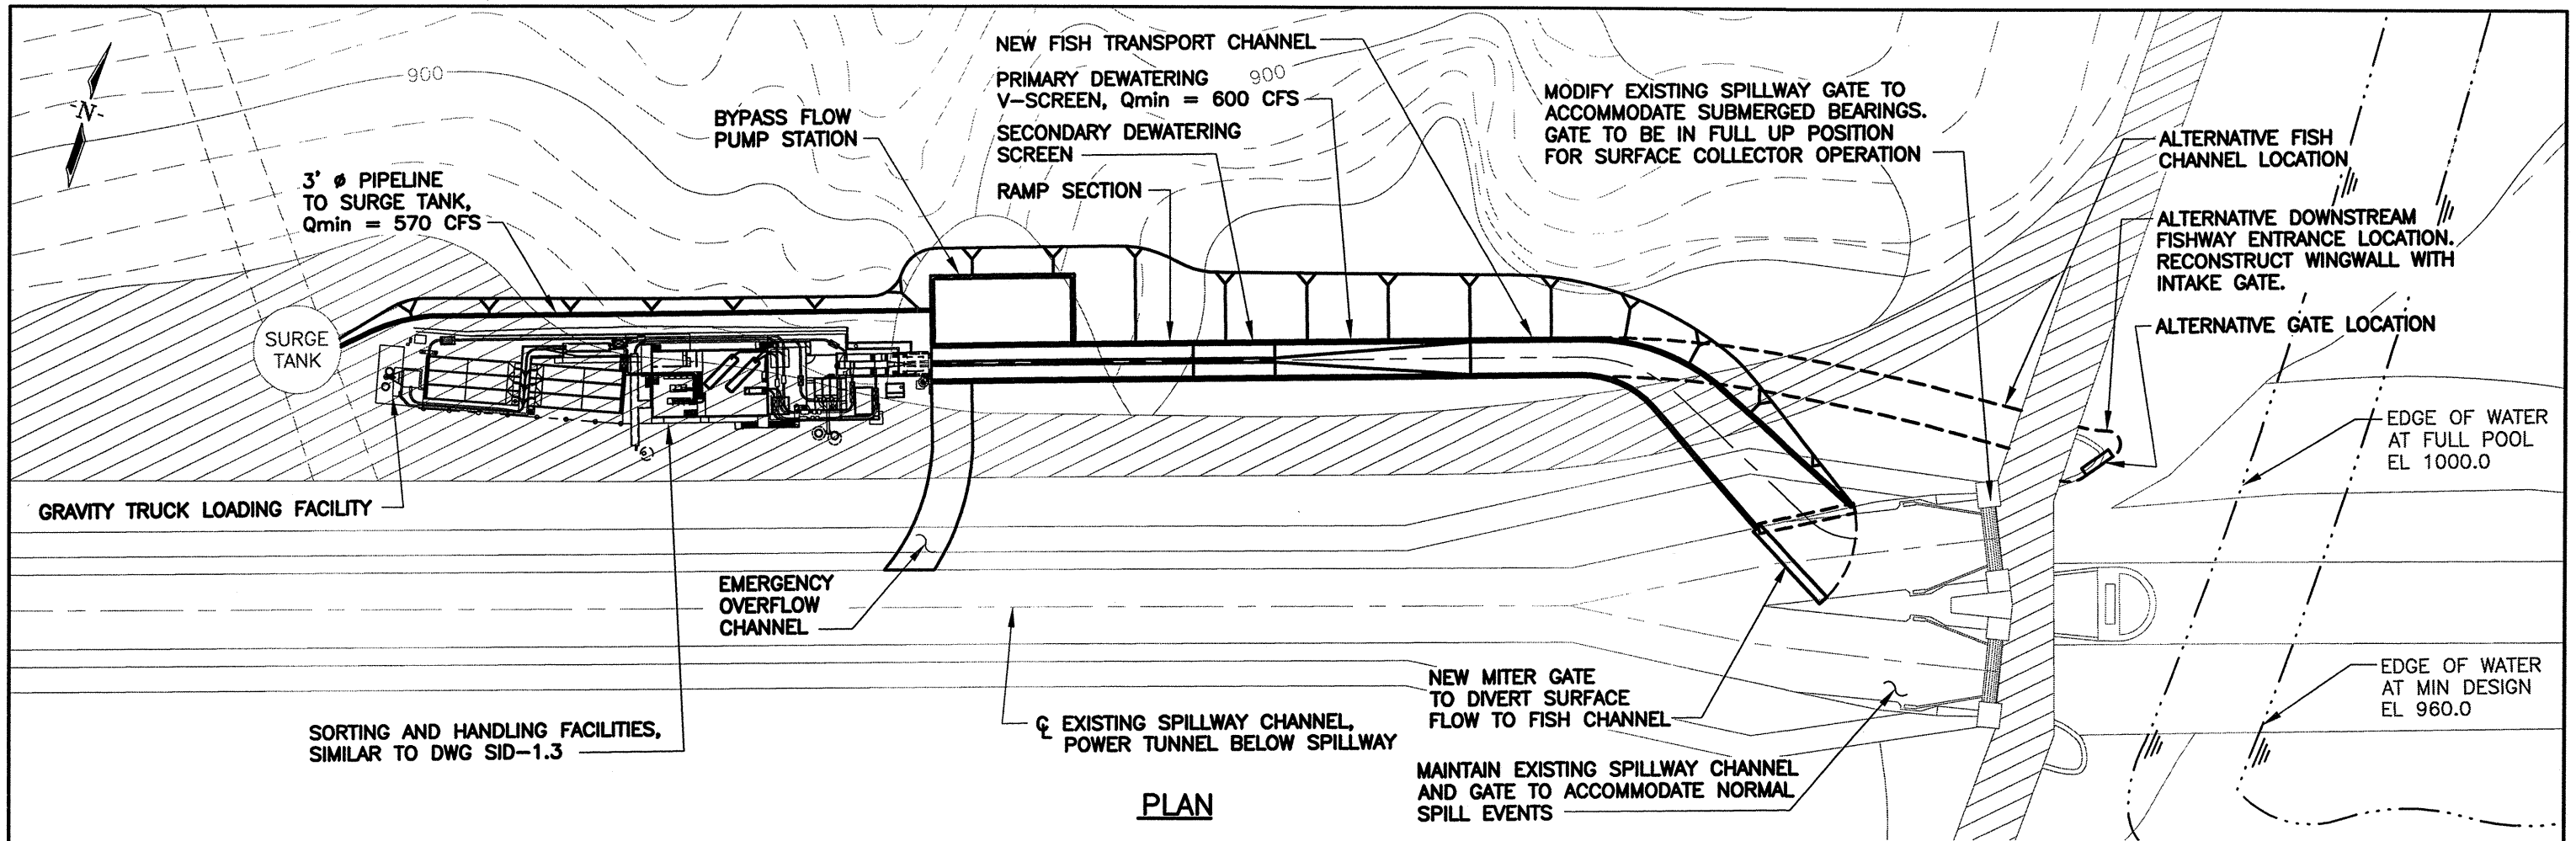 NEW FISH TRANSPORT CHANNEL
PRIMARY DEWATERING
V-SCREEN, Qmin = 600 CFS
SECONDARY DEWATERING
SCREEN
RAMP SECTION
900
900
-N-
BYPASS FLOW
PUMP STATION
3' ø PIPELINE
TO SURGE TANK,
Qmin = 570 CFS
MODIFY EXISTING SPILLWAY GATE TO
ACCOMMODATE SUBMERGED BEARINGS.
GATE TO BE IN FULL UP POSITION
FOR SURFACE COLLECTOR OPERATION
ALTERNATIVE FISH
CHANNEL LOCATION
ALTERNATIVE DOWNSTREAM
FISHWAY ENTRANCE LOCATION.
RECONSTRUCT WINGWALL WITH
INTAKE GATE.
ALTERNATIVE GATE LOCATION
SURGE
TANK
EDGE OF WATER
AT FULL POOL
EL 1000.0
GRAVITY TRUCK LOADING FACILITY
EMERGENCY
OVERFLOW
CHANNEL
SORTING AND HANDLING FACILITIES,
SIMILAR TO DWG SID-1.3
℄ EXISTING SPILLWAY CHANNEL,
POWER TUNNEL BELOW SPILLWAY
NEW MITER GATE
TO DIVERT SURFACE
FLOW TO FISH CHANNEL
EDGE OF WATER
AT MIN DESIGN
EL 960.0
MAINTAIN EXISTING SPILLWAY CHANNEL
AND GATE TO ACCOMMODATE NORMAL
SPILL EVENTS
PLAN